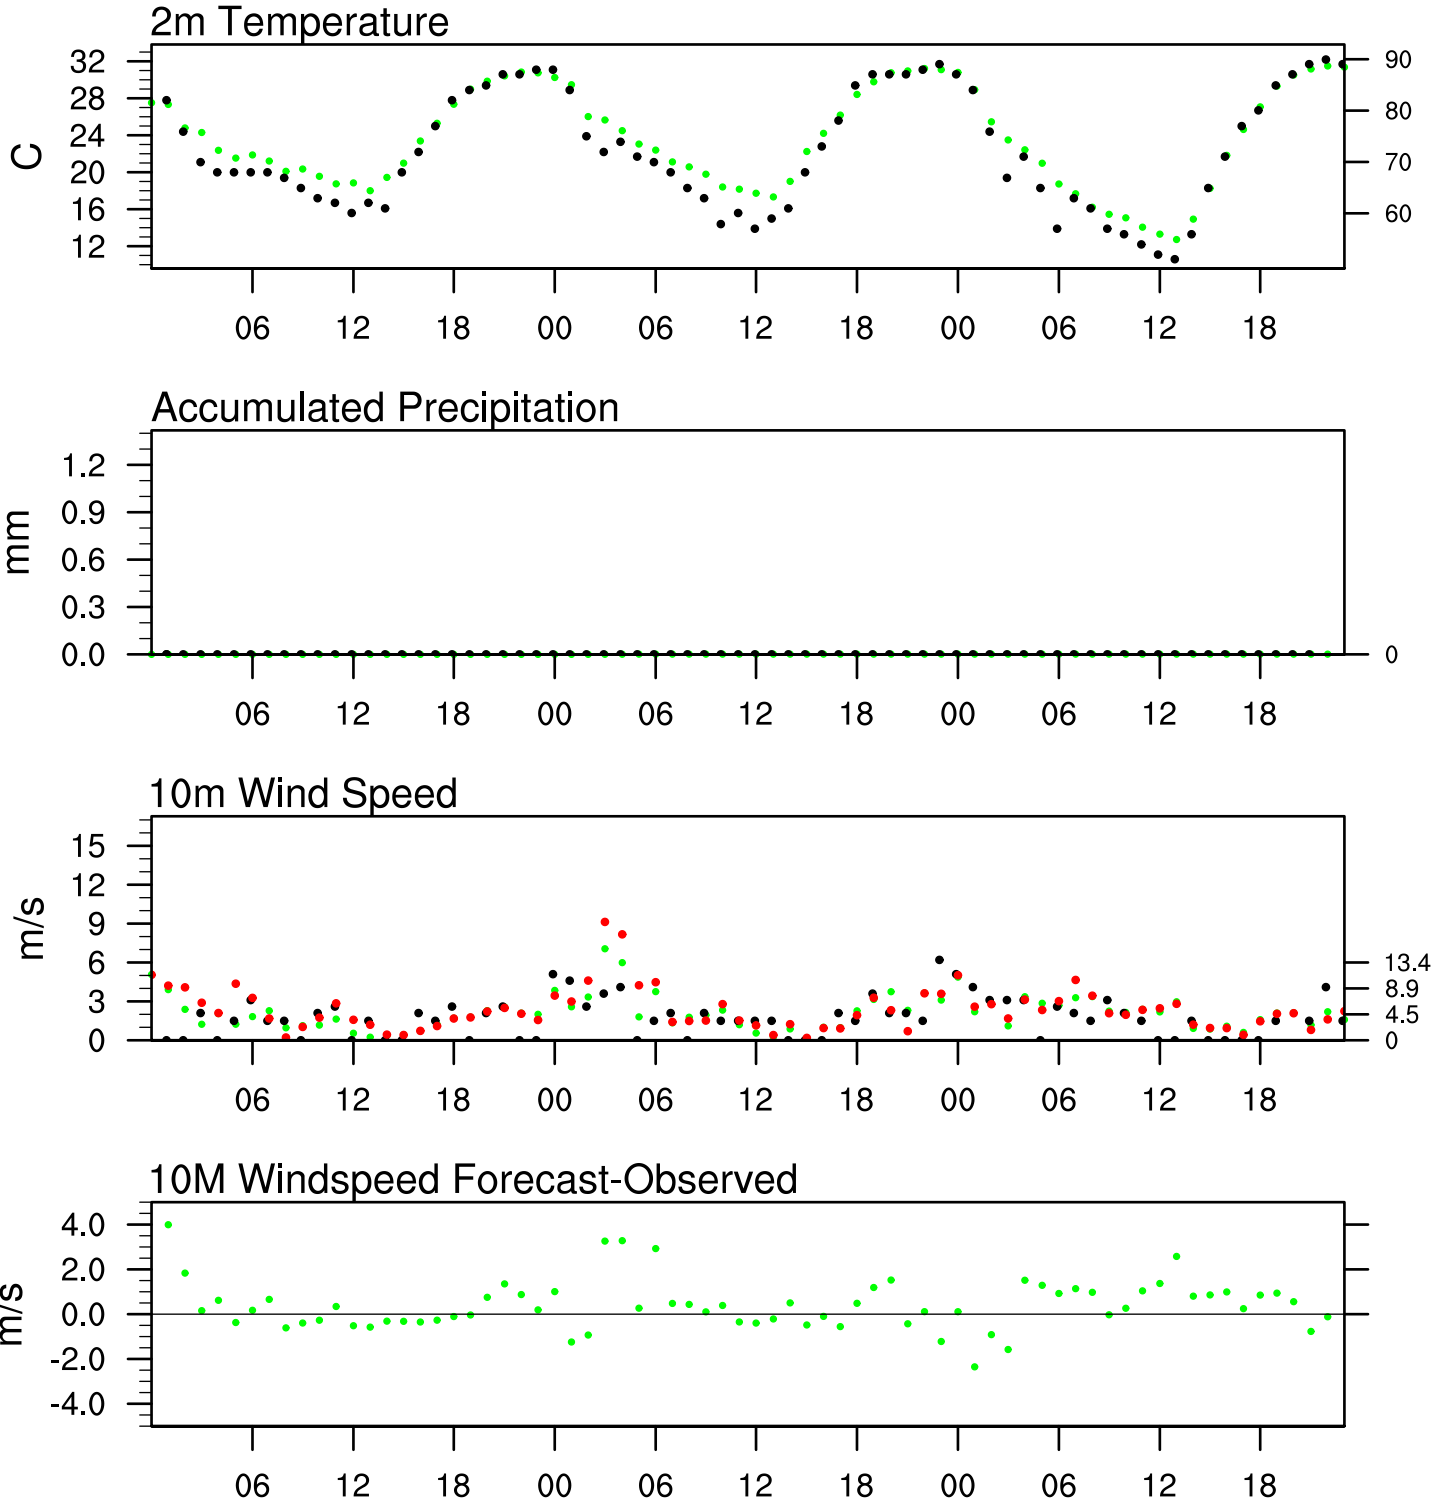 2m Temperature
32
28
24
20
16
12
C
90
80
70
60
06 12 18 00 06 12 18 00 06 12 18
Accumulated Precipitation
1.2
0.9
0.6
0.3
0.0
mm
0
06 12 18 00 06 12 18 00 06 12 18
10m Wind Speed
15
12
9
6
3
0
m/s
13.4
8.9
4.5
0
06 12 18 00 06 12 18 00 06 12 18
10M Windspeed Forecast-Observed
4.0
2.0
0.0
-2.0
-4.0
m/s
06 12 18 00 06 12 18 00 06 12 18